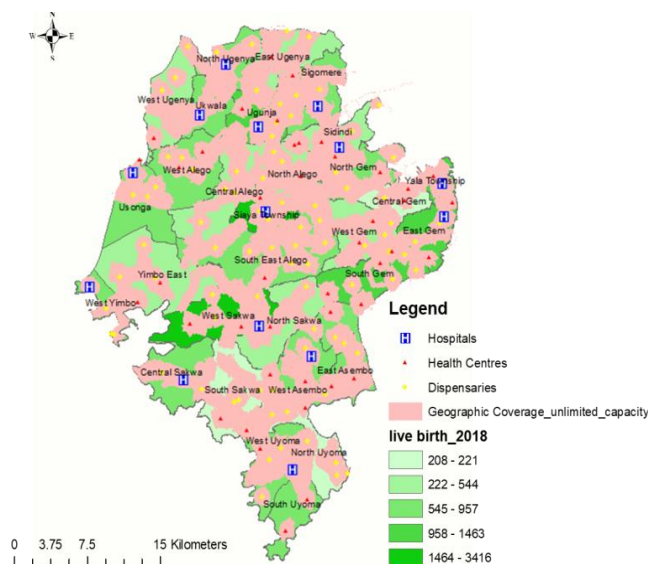 N
W
E
S
North Ugenya
East Ugenya
Sigomere
West Ugenya
Ukwala
Ugunja
Sidindi
West Alego
North Alego
North Gem
Yala Township
Central Alego
Central Gem
Usonga
Siaya Township
West Gem
East Gem
South East Alego
South Gem
Yimbo East
West Yimbo
West Sakwa
North Sakwa
Central Sakwa
East Asembo
South Sakwa
West Asembo
West Uyoma
North Uyoma
South Uyoma
H
H
H
H
H
H
H
H
H
H
H
H
H
H
Legend
H Hospitals
Health Centres
Dispensaries
Geographic Coverage_unlimited_capacity
live birth_2018
208 - 221
222 - 544
545 - 957
958 - 1463
1464 - 3416
0 3.75 7.5 15 Kilometers